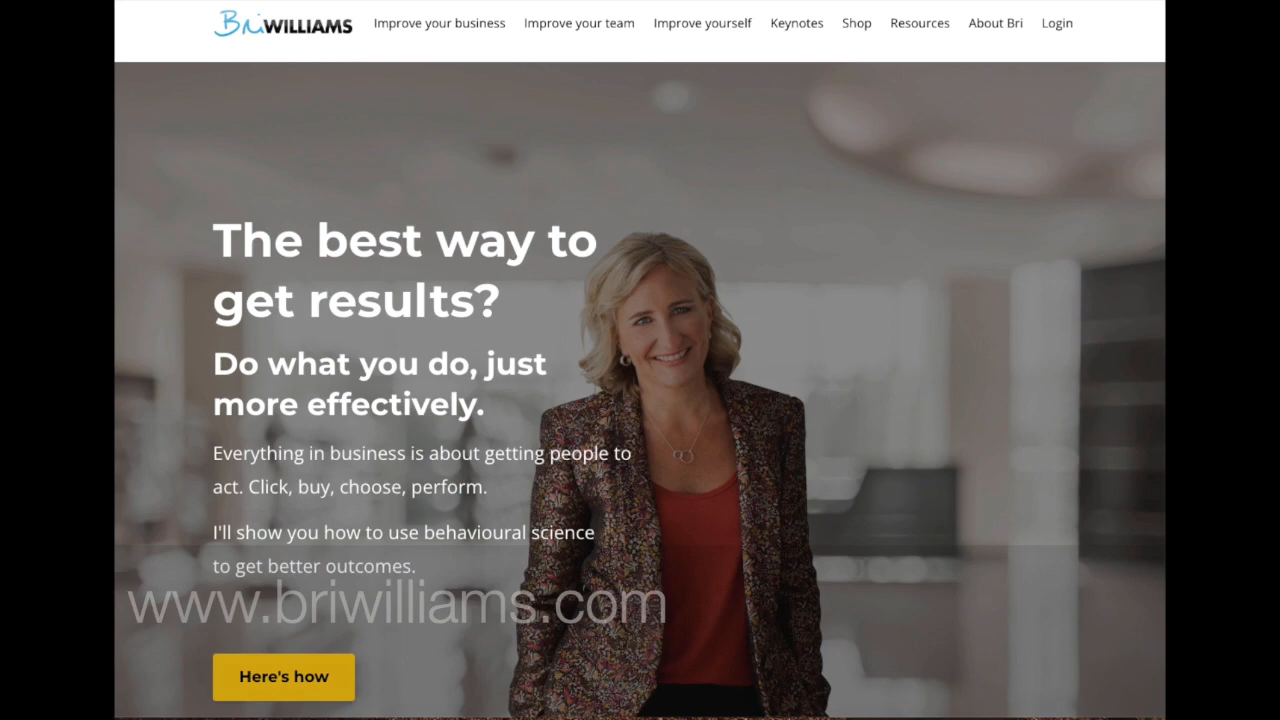 BriWILLIAMS Improve your business Improve your team Improve yourself Keynotes Shop Resources About Bri Login
The best way to
get results?
Do what you do, just
more effectively.
Everything in business is about getting people to
act. Click, buy, choose, perform.
I'll show you how to use behavioural science
to get better outcomes.
www.briwilliams.com
Here's how